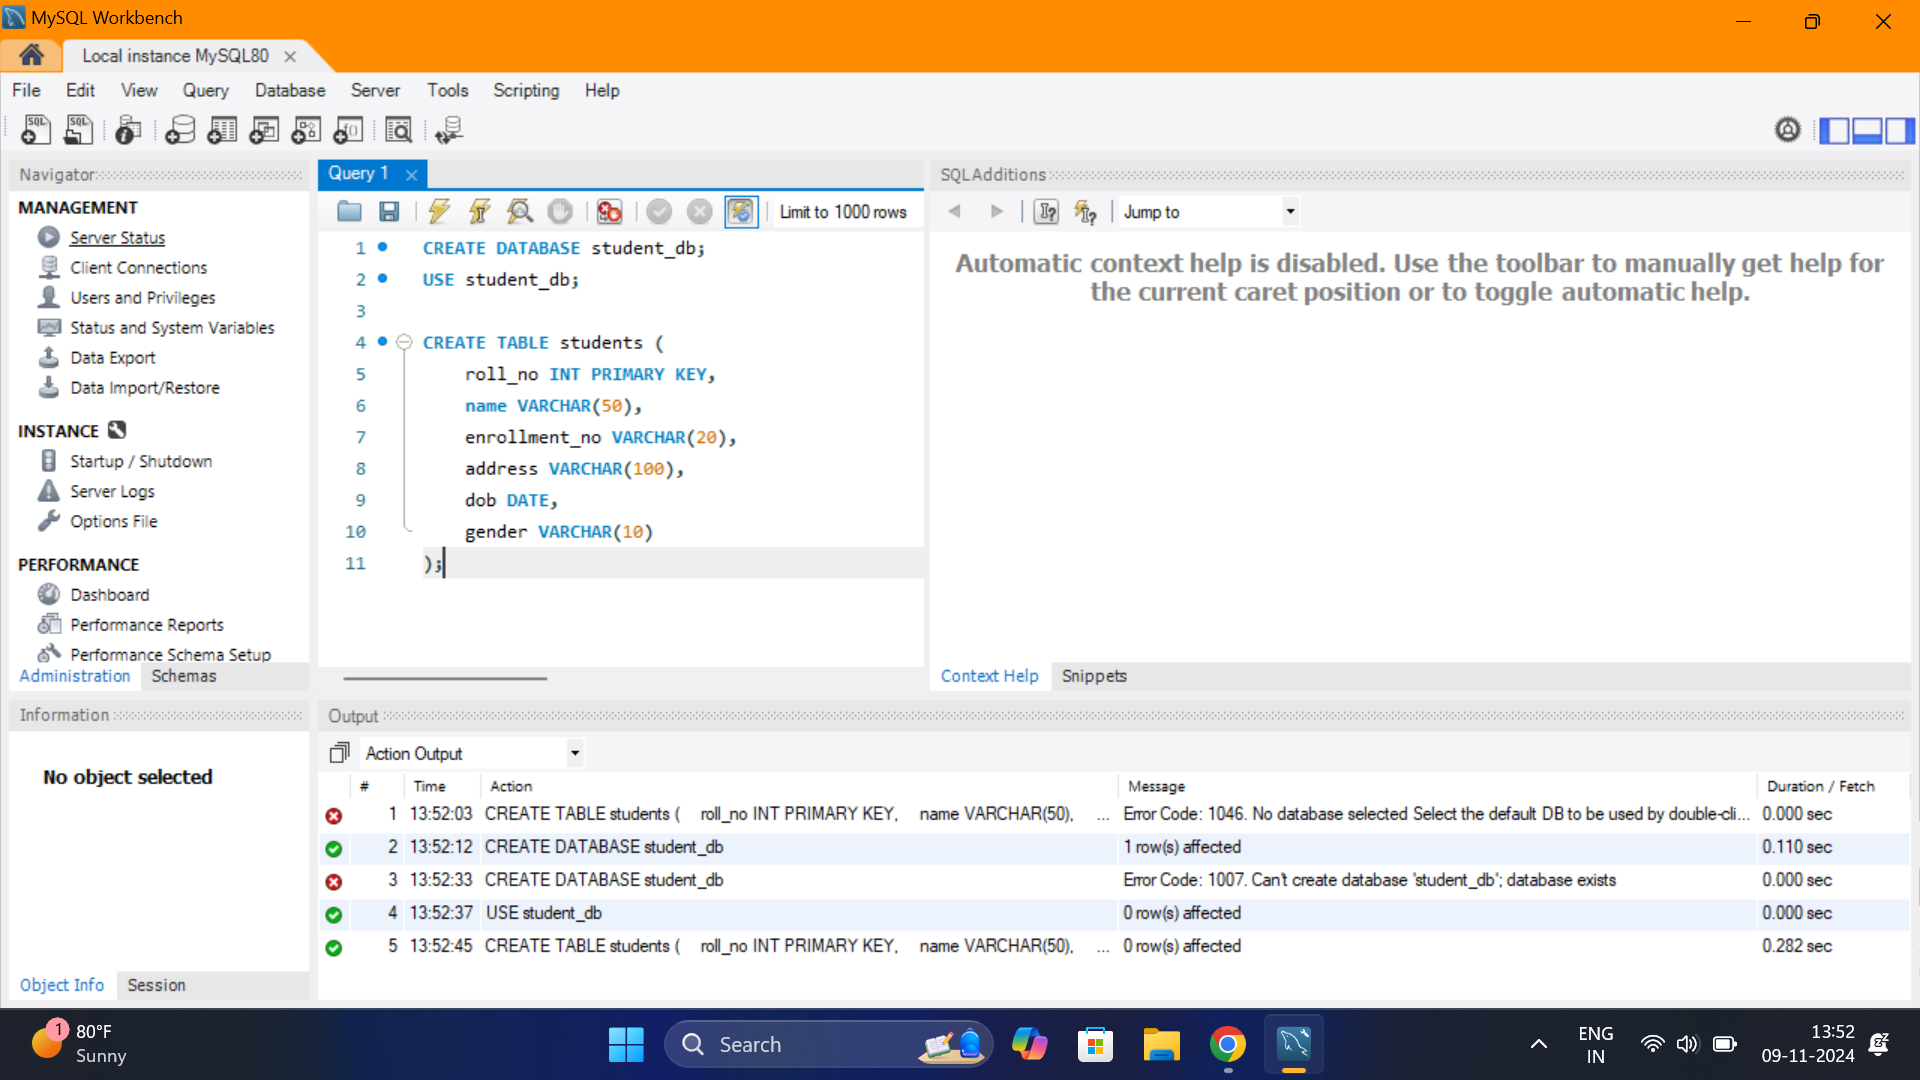 MySQL Workbench
Local instance MySQL80
File Edit View Query Database Server Tools Scripting Help
Navigator
MANAGEMENT
Server Status
Client Connections
Users and Privileges
Status and System Variables
Data Export
Data Import/Restore
INSTANCE
Startup / Shutdown
Server Logs
Options File
PERFORMANCE
Dashboard
Performance Reports
Performance Schema Setup
Administration Schemas
Query 1
Limit to 1000 rows
1 CREATE DATABASE student_db;
2 USE student_db;
3
4 CREATE TABLE students (
5 roll_no INT PRIMARY KEY,
6 name VARCHAR(50),
7 enrollment_no VARCHAR(20),
8 address VARCHAR(100),
9 dob DATE,
10 gender VARCHAR(10)
11 );
SQLAdditions
Jump to
Automatic context help is disabled. Use the toolbar to manually get help for
the current caret position or to toggle automatic help.
Context Help Snippets
Information
No object selected
Object Info Session
Output
Action Output
# Time Action Message Duration / Fetch
1 13:52:03 CREATE TABLE students ( roll_no INT PRIMARY KEY, name VARCHAR(50), ... Error Code: 1046. No database selected Select the default DB to be used by double-cli... 0.000 sec
2 13:52:12 CREATE DATABASE student_db 1 row(s) affected 0.110 sec
3 13:52:33 CREATE DATABASE student_db Error Code: 1007. Can't create database 'student_db'; database exists 0.000 sec
4 13:52:37 USE student_db 0 row(s) affected 0.000 sec
5 13:52:45 CREATE TABLE students ( roll_no INT PRIMARY KEY, name VARCHAR(50), ... 0 row(s) affected 0.282 sec
1
80°F
Sunny
Search
ENG
IN
13:52
09-11-2024